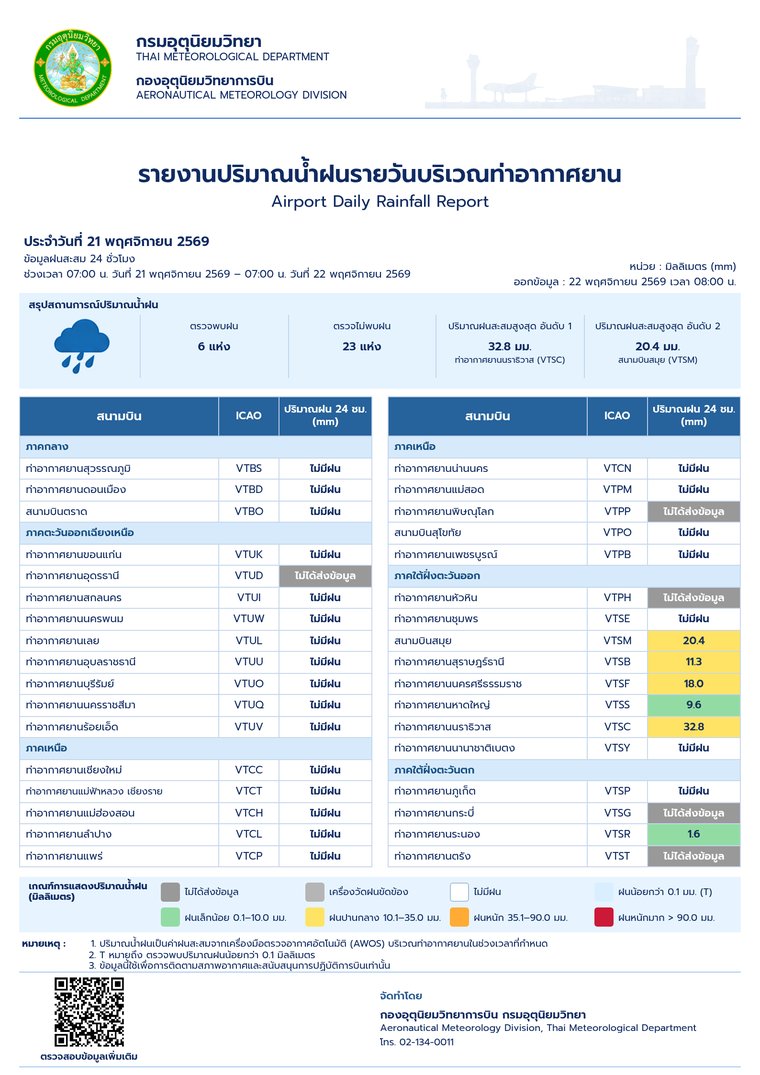 กรมอุตุนิยมวิทยา
METEOROLOGICAL DEPARTMENT
กรมอุตุนิยมวิทยา
THAI METEOROLOGICAL DEPARTMENT
กองอุตุนิยมวิทยาการบิน
AERONAUTICAL METEOROLOGY DIVISION
รายงานปริมาณน้ำฝนรายวันบริเวณท่าอากาศยาน
Airport Daily Rainfall Report
ประจำวันที่ 21 พฤศจิกายน 2569
ข้อมูลฝนสะสม 24 ชั่วโมง
ช่วงเวลา 07:00 น. วันที่ 21 พฤศจิกายน 2569 – 07:00 น. วันที่ 22 พฤศจิกายน 2569
หน่วย : มิลลิเมตร (mm)
ออกข้อมูล : 22 พฤศจิกายน 2569 เวลา 08:00 น.
สรุปสถานการณ์ปริมาณน้ำฝน
ตรวจพบฝน
6 แห่ง
ตรวจไม่พบฝน
23 แห่ง
ปริมาณฝนสะสมสูงสุด อันดับ 1
32.8 มม.
ท่าอากาศยานนราธิวาส (VTSC)
ปริมาณฝนสะสมสูงสุด อันดับ 2
20.4 มม.
สนามบินสมุย (VTSM)
สนามบิน ICAO ปริมาณฝน 24 ชม. (mm)
ภาคกลาง
ท่าอากาศยานสุวรรณภูมิ VTBS ไม่มีฝน
ท่าอากาศยานดอนเมือง VTBD ไม่มีฝน
สนามบินตราด VTBO ไม่มีฝน
ภาคตะวันออกเฉียงเหนือ
ท่าอากาศยานขอนแก่น VTUK ไม่มีฝน
ท่าอากาศยานอุดรธานี VTUD ไม่ได้ส่งข้อมูล
ท่าอากาศยานสกลนคร VTUI ไม่มีฝน
ท่าอากาศยานนครพนม VTUW ไม่มีฝน
ท่าอากาศยานเลย VTUL ไม่มีฝน
ท่าอากาศยานอุบลราชธานี VTUU ไม่มีฝน
ท่าอากาศยานบุรีรัมย์ VTUO ไม่มีฝน
ท่าอากาศยานนครราชสีมา VTUQ ไม่มีฝน
ท่าอากาศยานร้อยเอ็ด VTUV ไม่มีฝน
ภาคเหนือ
ท่าอากาศยานเชียงใหม่ VTCC ไม่มีฝน
ท่าอากาศยานแม่ฟ้าหลวง เชียงราย VTCT ไม่มีฝน
ท่าอากาศยานแม่ฮ่องสอน VTCH ไม่มีฝน
ท่าอากาศยานลำปาง VTCL ไม่มีฝน
ท่าอากาศยานแพร่ VTCP ไม่มีฝน
สนามบิน ICAO ปริมาณฝน 24 ชม. (mm)
ภาคเหนือ
ท่าอากาศยานน่านนคร VTCN ไม่มีฝน
ท่าอากาศยานแม่สอด VTPM ไม่มีฝน
ท่าอากาศยานพิษณุโลก VTPP ไม่ได้ส่งข้อมูล
สนามบินสุโขทัย VTPO ไม่มีฝน
ท่าอากาศยานเพชรบูรณ์ VTPB ไม่มีฝน
ภาคใต้ฝั่งตะวันออก
ท่าอากาศยานหัวหิน VTPH ไม่ได้ส่งข้อมูล
ท่าอากาศยานชุมพร VTSE ไม่มีฝน
สนามบินสมุย VTSM 20.4
ท่าอากาศยานสุราษฎร์ธานี VTSB 11.3
ท่าอากาศยานนครศรีธรรมราช VTSF 18.0
ท่าอากาศยานหาดใหญ่ VTSS 9.6
ท่าอากาศยานนราธิวาส VTSC 32.8
ท่าอากาศยานนานาชาติเบตง VTSY ไม่มีฝน
ภาคใต้ฝั่งตะวันตก
ท่าอากาศยานภูเก็ต VTSP ไม่มีฝน
ท่าอากาศยานกระบี่ VTSG ไม่ได้ส่งข้อมูล
ท่าอากาศยานระนอง VTSR 1.6
ท่าอากาศยานตรัง VTST ไม่ได้ส่งข้อมูล
เกณฑ์การแสดงปริมาณน้ำฝน
(มิลลิเมตร)
ไม่ได้ส่งข้อมูล เครื่องวัดฝนขัดข้อง ไม่มีฝน ฝนน้อยกว่า 0.1 มม. (T)
ฝนเล็กน้อย 0.1–10.0 มม. ฝนปานกลาง 10.1–35.0 มม. ฝนหนัก 35.1–90.0 มม. ฝนหนักมาก > 90.0 มม.
หมายเหตุ : 1. ปริมาณน้ำฝนเป็นค่าฝนสะสมจากเครื่องมือตรวจอากาศอัตโนมัติ (AWOS) บริเวณท่าอากาศยานในช่วงเวลาที่กำหนด
2. T หมายถึง ตรวจพบปริมาณฝนน้อยกว่า 0.1 มิลลิเมตร
3. ข้อมูลนี้ใช้เพื่อการติดตามสภาพอากาศและสนับสนุนการปฏิบัติการบินเท่านั้น
ตรวจสอบข้อมูลเพิ่มเติม
จัดทำโดย
กองอุตุนิยมวิทยาการบิน กรมอุตุนิยมวิทยา
Aeronautical Meteorology Division, Thai Meteorological Department
โทร. 02-134-0011